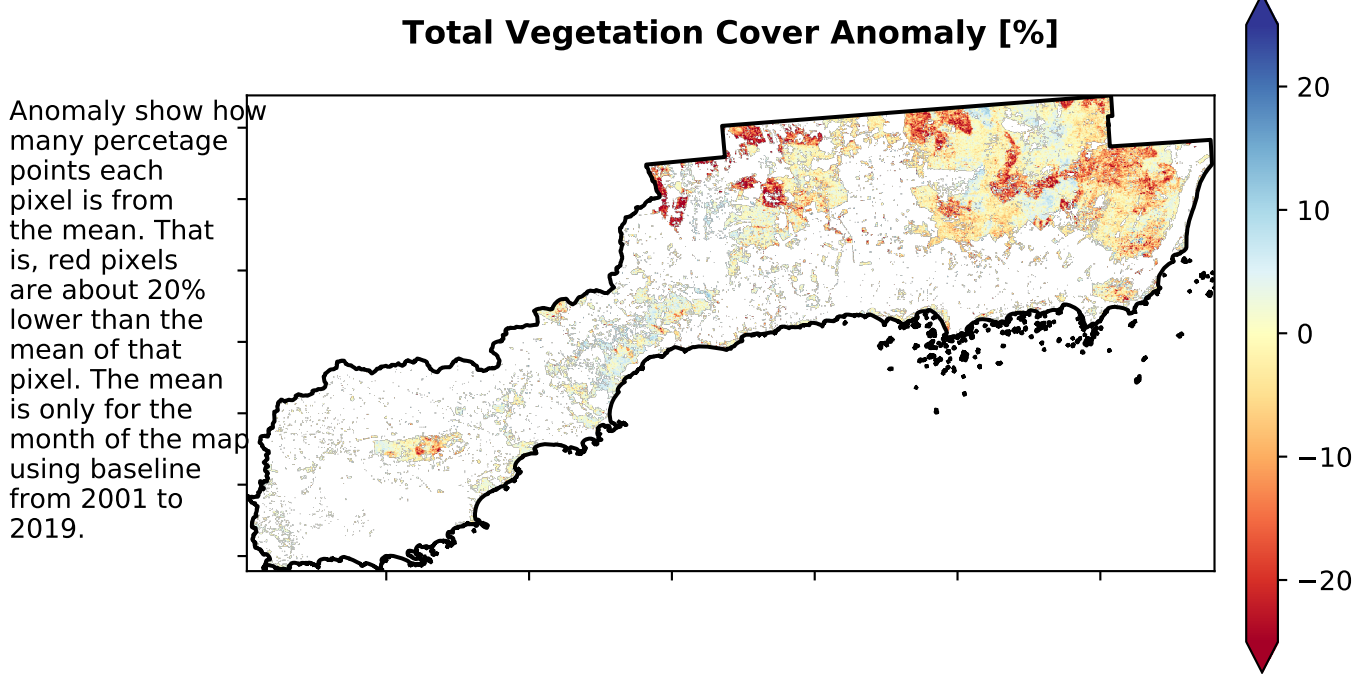 Total Vegetation Cover Anomaly [%]
Anomaly show how
many percetage
points each
pixel is from
the mean. That
is, red pixels
are about 20%
lower than the
mean of that
pixel. The mean
is only for the
month of the map
using baseline
from 2001 to
2019.
20
10
0
−10
−20